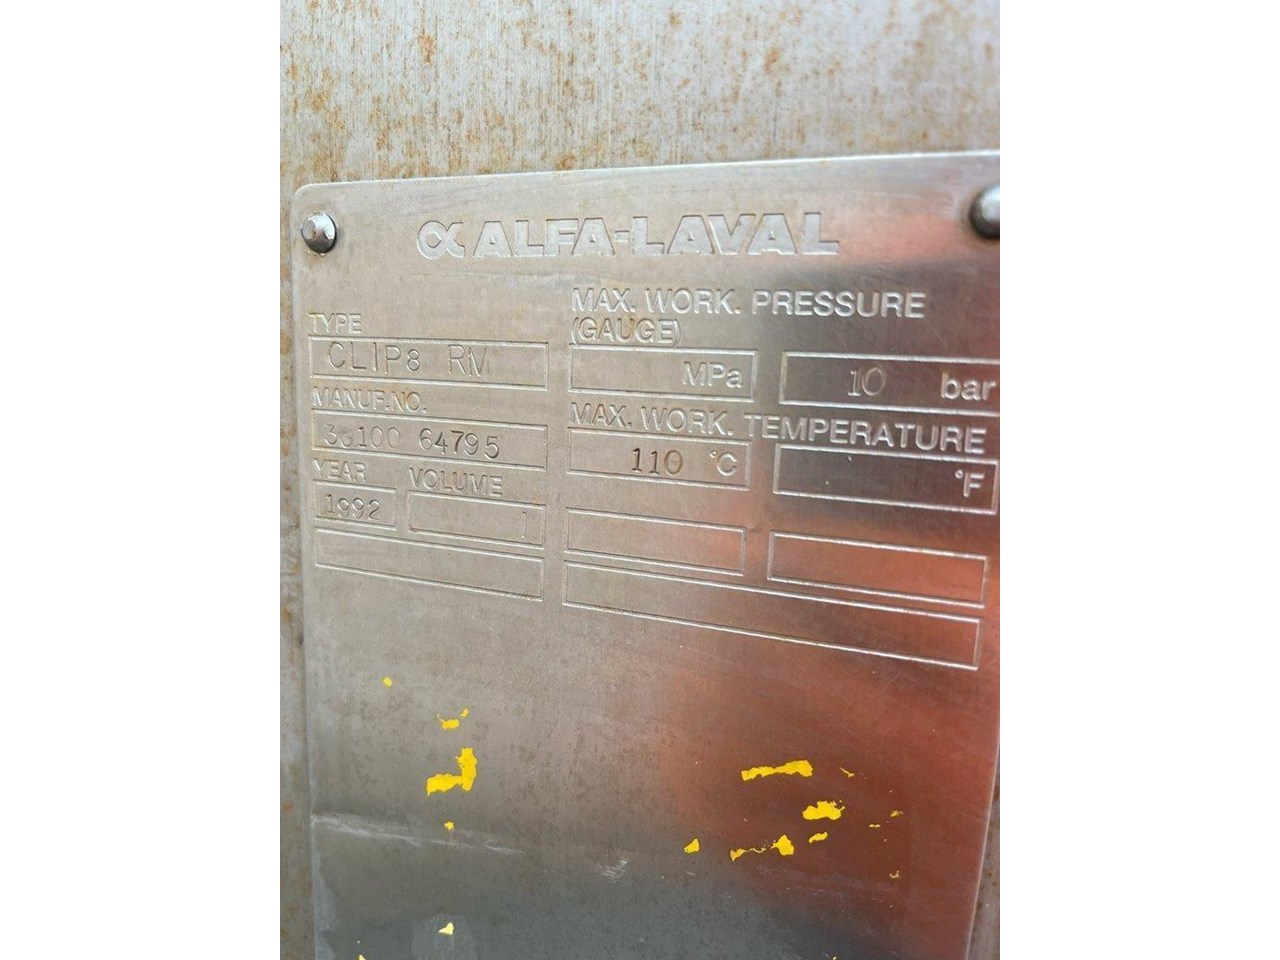 α ALFA-LAVAL
MAX. WORK. PRESSURE
(GAUGE)
TYPE
CLIP8 RM
MPa
10 bar
MANUF.NO.
MAX. WORK. TEMPERATURE
30100 64795
110 °C
°F
YEAR
VOLUME
1992
l